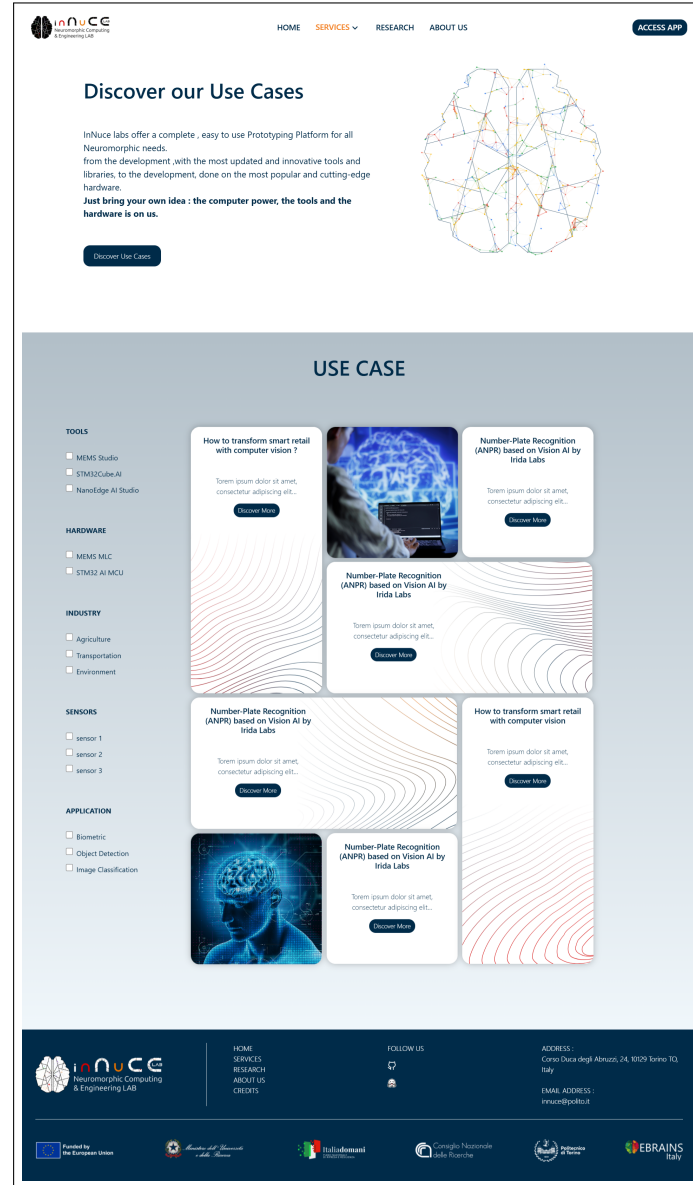 inNuCE LAB
Neuromorphic Computing
& Engineering LAB
HOME
SERVICES
RESEARCH
ABOUT US
ACCESS APP
Discover our Use Cases
InNuce labs offer a complete , easy to use Prototyping Platform for all
Neuromorphic needs.
from the development ,with the most updated and innovative tools and
libraries, to the development, done on the most popular and cutting-edge
hardware.
Just bring your own idea : the computer power, the tools and the
hardware is on us.
Discover Use Cases
USE CASE
TOOLS
MEMS Studio
STM32Cube.AI
NanoEdge AI Studio
HARDWARE
MEMS MLC
STM32 AI MCU
INDUSTRY
Agriculture
Transportation
Environment
SENSORS
sensor 1
sensor 2
sensor 3
APPLICATION
Biometric
Object Detection
Image Classification
How to transform smart retail
with computer vision ?
Torem ipsum dolor sit amet,
consectetur adipiscing elit...
Discover More
Number-Plate Recognition
(ANPR) based on Vision AI by
Irida Labs
Torem ipsum dolor sit amet,
consectetur adipiscing elit...
Discover More
Number-Plate Recognition
(ANPR) based on Vision AI by
Irida Labs
Torem ipsum dolor sit amet,
consectetur adipiscing elit...
Discover More
Number-Plate Recognition
(ANPR) based on Vision AI by
Irida Labs
Torem ipsum dolor sit amet,
consectetur adipiscing elit...
Discover More
How to transform smart retail
with computer vision
Torem ipsum dolor sit amet,
consectetur adipiscing elit...
Discover More
Number-Plate Recognition
(ANPR) based on Vision AI by
Irida Labs
Torem ipsum dolor sit amet,
consectetur adipiscing elit...
Discover More
inNuCE LAB
Neuromorphic Computing
& Engineering LAB
HOME
SERVICES
RESEARCH
ABOUT US
CREDITS
FOLLOW US
ADDRESS :
Corso Duca degli Abruzzi, 24, 10129 Torino TO,
Italy
EMAIL ADDRESS :
innuce@polito.it
Funded by
the European Union
Ministero dell'Università
e della Ricerca
Italiadomani
Consiglio Nazionale
delle Ricerche
Politecnico
di Torino
EBRAINS
Italy